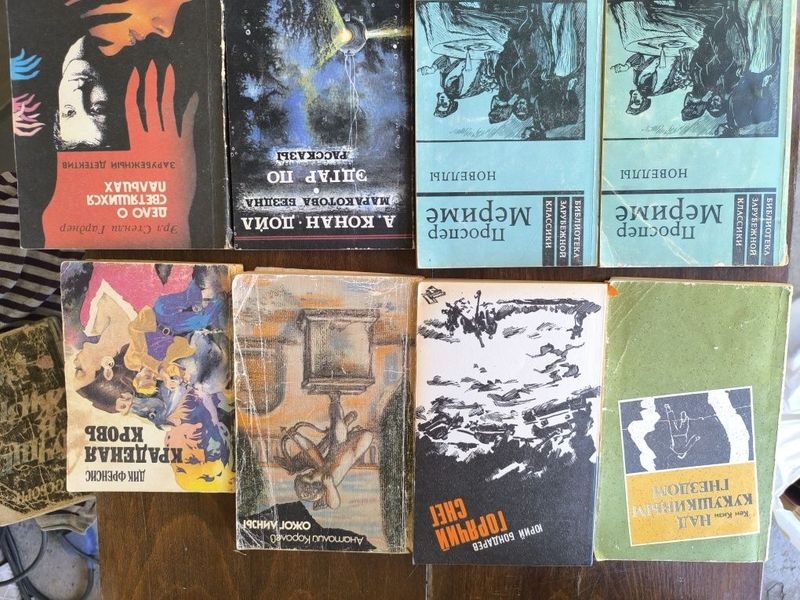 Эрл Стенли Гарднер
ДЕЛО О
СВЕТЯЩИХСЯ
ПАЛЬЦАХ
ЗАРУБЕЖНЫЙ ДЕТЕКТИВ
А. КОНАН·ДОЙЛ
МАРАКОТОВА БЕЗДНА
ЭДГАР ПО
РАССКАЗЫ
Проспер
Мериме
БИБЛИОТЕКА
ЗАРУБЕЖНОЙ
КЛАССИКИ
НОВЕЛЛЫ
Проспер
Мериме
БИБЛИОТЕКА
ЗАРУБЕЖНОЙ
КЛАССИКИ
НОВЕЛЛЫ
ДИК ФРЕНСИС
КРАДЕНАЯ
КРОВЬ
Анатолий Королев
ОЖОГ ЛИНЗЫ
ЮРИЙ БОНДАРЕВ
ГОРЯЧИЙ
СНЕГ
Кен Кизи
НАД
КУКУШКИНЫМ
ГНЕЗДОМ